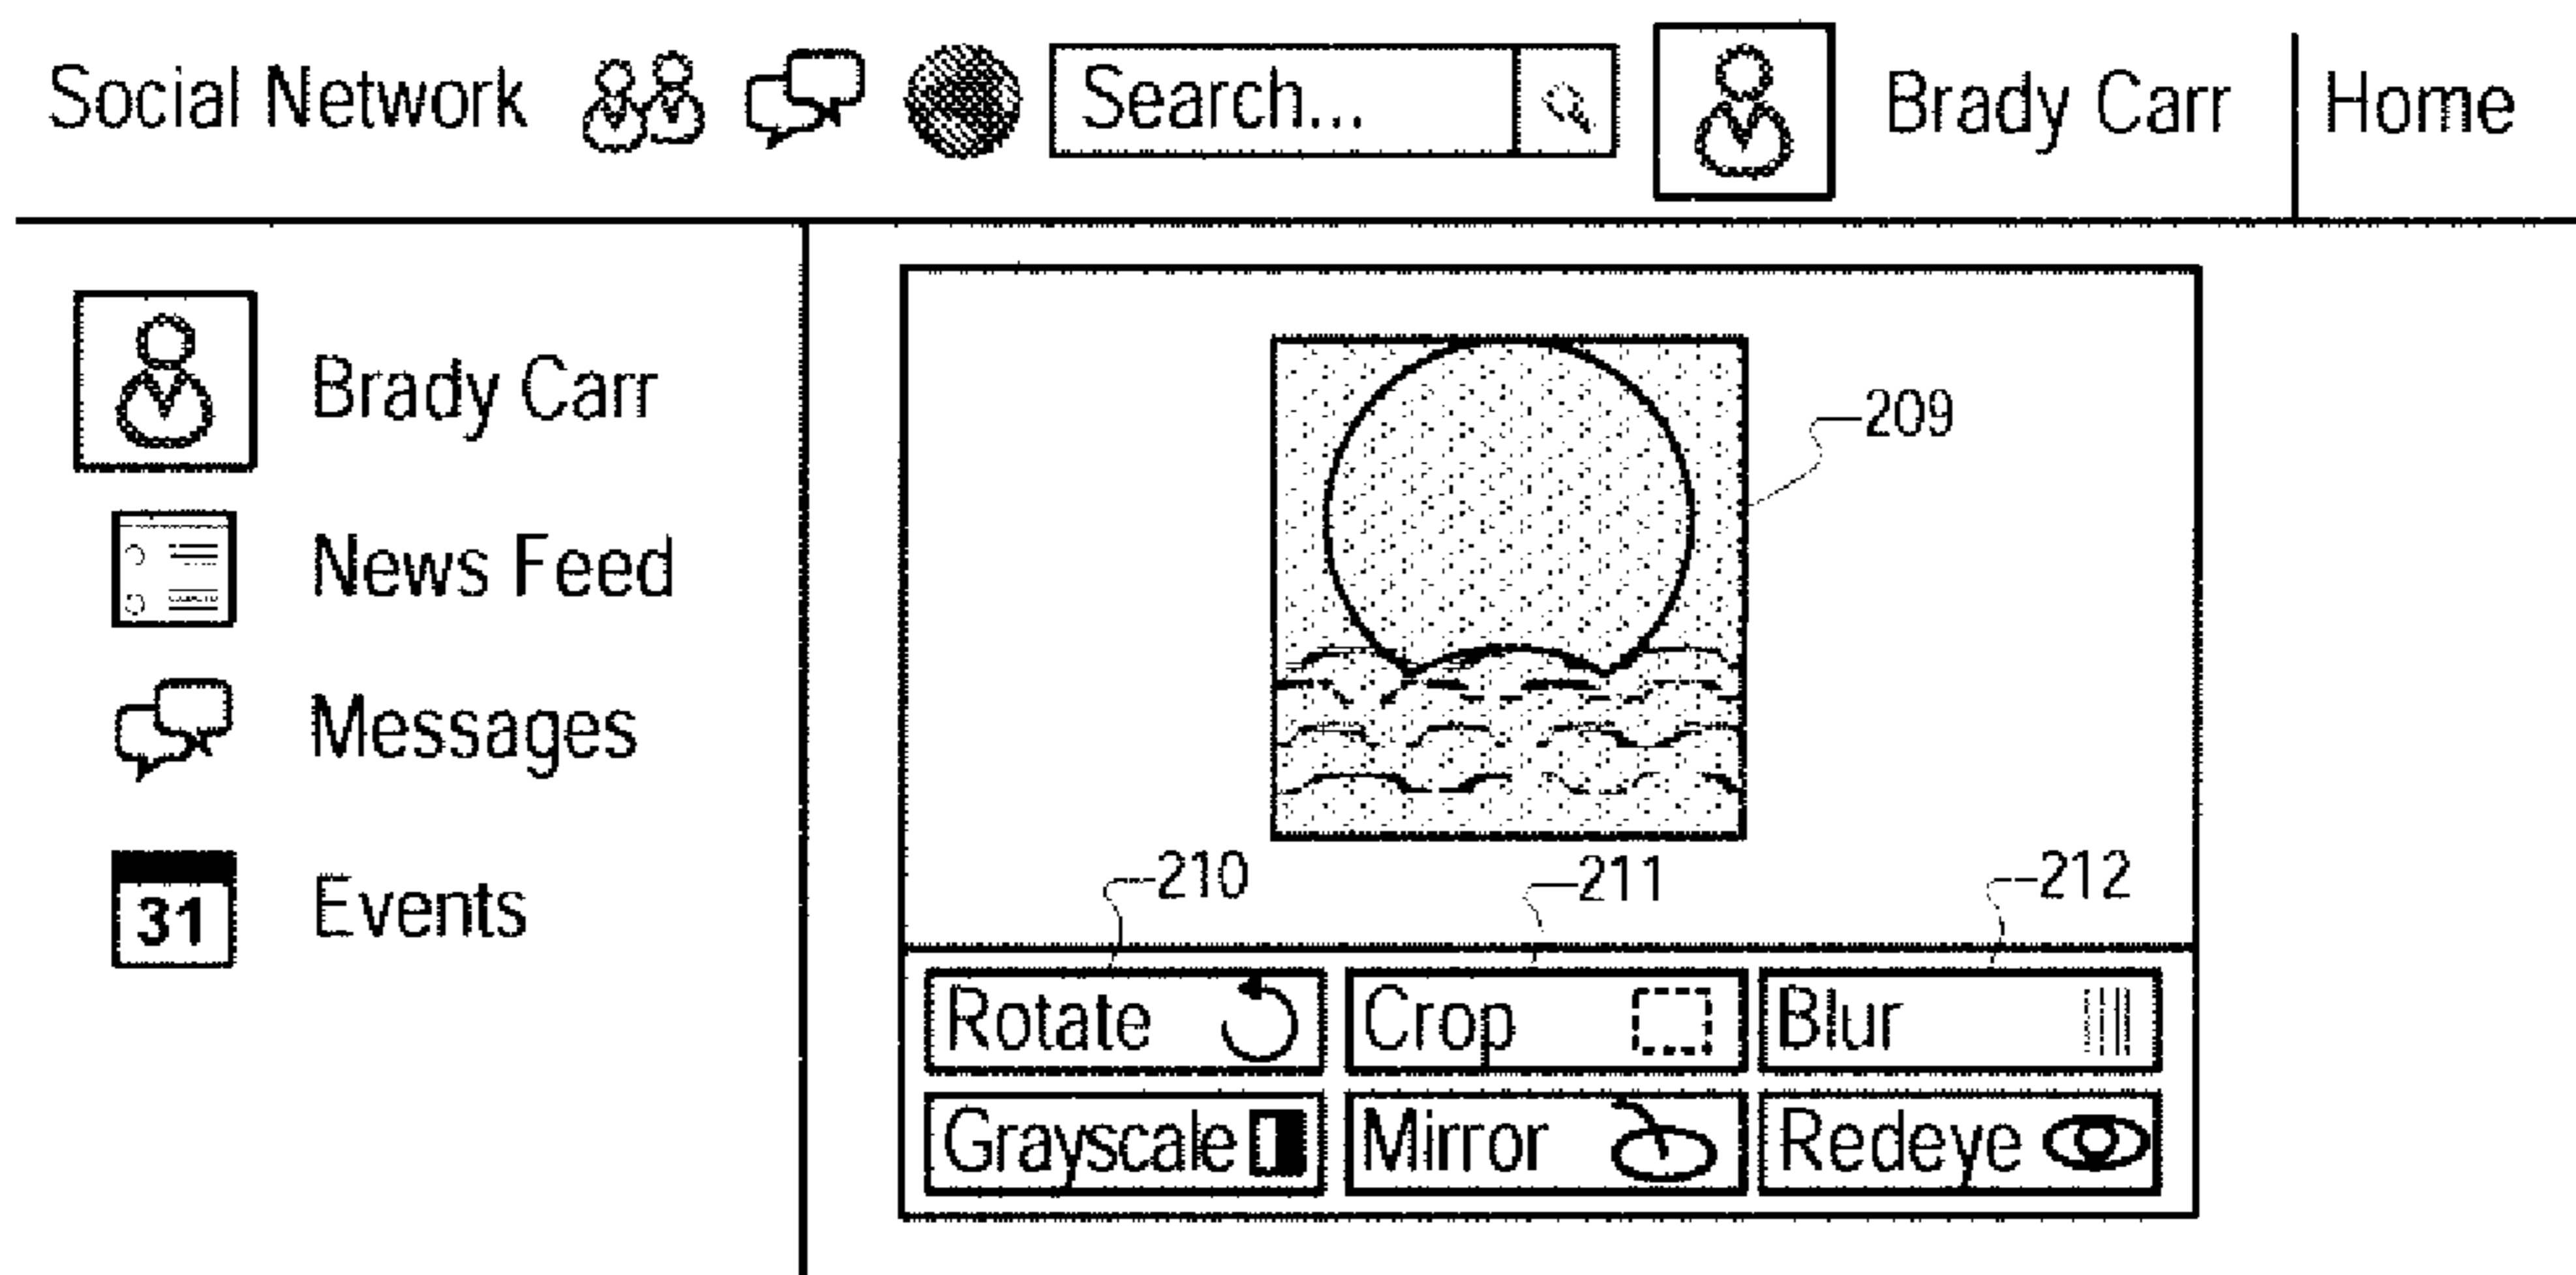 Social Network Search... Brady Carr Home
Brady Carr
News Feed
Messages
31 Events
209
210 211 212
Rotate Crop Blur
Grayscale Mirror Redeye